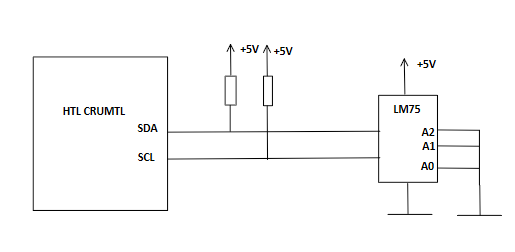 +5V
+5V
+5V
HTL CRUMTL
LM75
SDA
A2
A1
SCL
A0